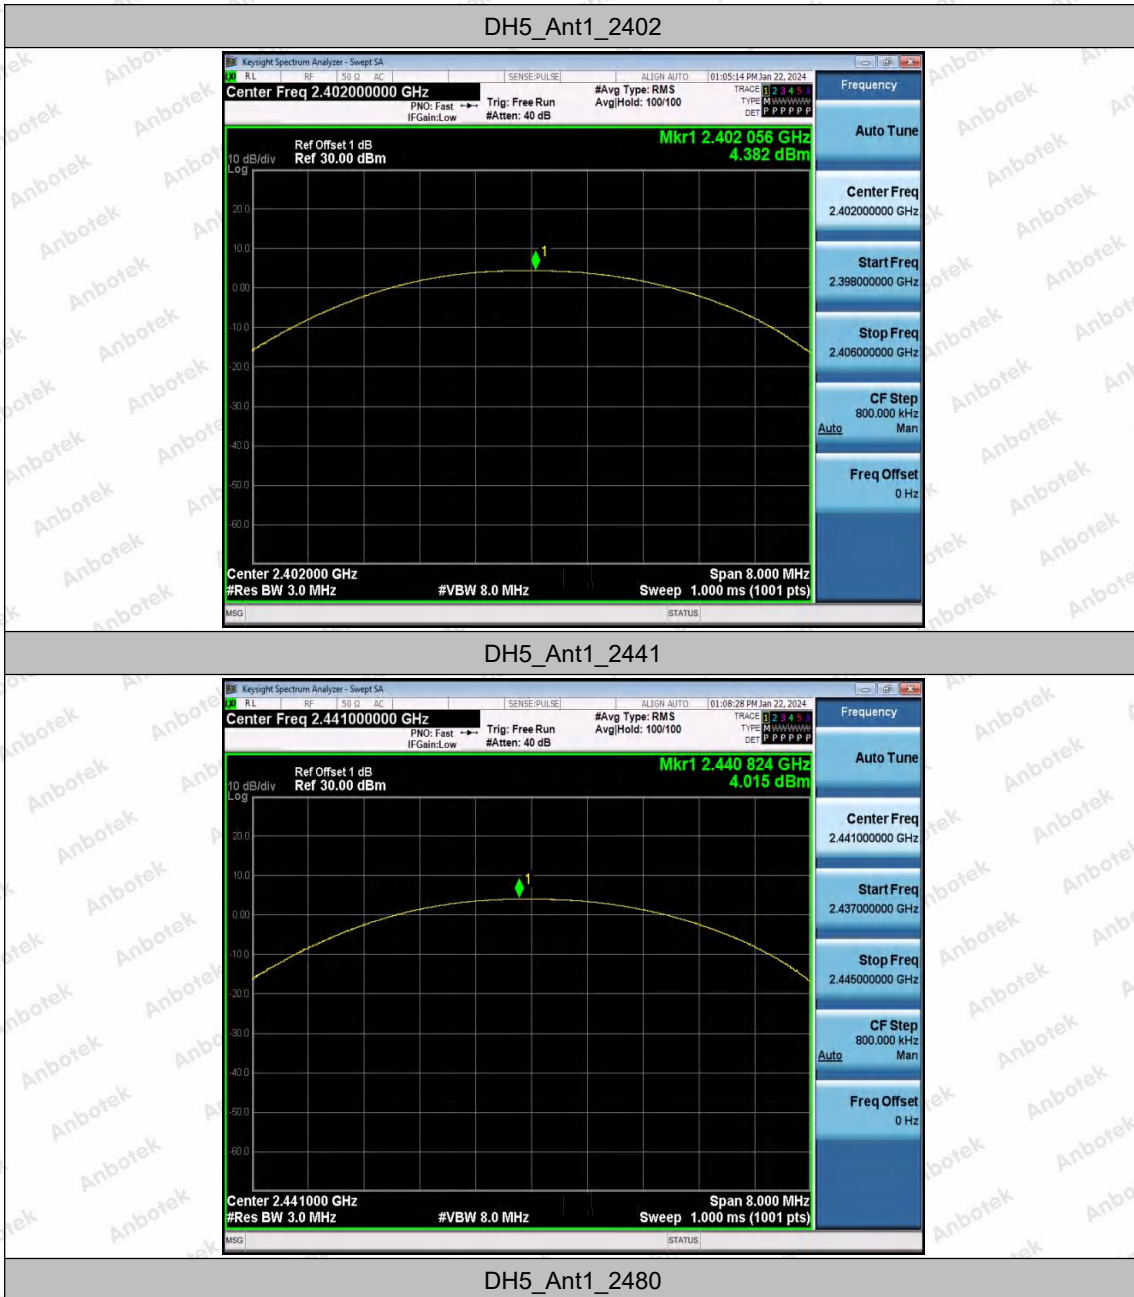 DH5_Ant1_2402
Keysight Spectrum Analyzer - Swept SA
RL RF 50 Ω AC SENSE:PULSE ALIGN AUTO 01:05:14 PM Jan 22, 2024
Center Freq 2.402000000 GHz #Avg Type: RMS TRACE 1 2 3 4 5
PNO: Fast Trig: Free Run Avg|Hold: 100/100 TYPE M
IFGain:Low #Atten: 40 dB DET P P P P P P
Frequency
Mkr1 2.402 056 GHz
4.382 dBm
Ref Offset 1 dB
10 dB/div Ref 30.00 dBm
Log
20.0
10.0
1
0.00
-10.0
-20.0
-30.0
-40.0
-50.0
-60.0
Center 2.402000 GHz Span 8.000 MHz
#Res BW 3.0 MHz #VBW 8.0 MHz Sweep 1.000 ms (1001 pts)
MSG STATUS
Auto Tune
Center Freq
2.402000000 GHz
Start Freq
2.398000000 GHz
Stop Freq
2.406000000 GHz
CF Step
800.000 kHz
Auto Man
Freq Offset
0 Hz
DH5_Ant1_2441
Keysight Spectrum Analyzer - Swept SA
RL RF 50 Ω AC SENSE:PULSE ALIGN AUTO 01:08:28 PM Jan 22, 2024
Center Freq 2.441000000 GHz #Avg Type: RMS TRACE 1 2 3 4 5
PNO: Fast Trig: Free Run Avg|Hold: 100/100 TYPE M
IFGain:Low #Atten: 40 dB DET P P P P P P
Frequency
Mkr1 2.440 824 GHz
4.015 dBm
Ref Offset 1 dB
10 dB/div Ref 30.00 dBm
Log
20.0
10.0
1
0.00
-10.0
-20.0
-30.0
-40.0
-50.0
-60.0
Center 2.441000 GHz Span 8.000 MHz
#Res BW 3.0 MHz #VBW 8.0 MHz Sweep 1.000 ms (1001 pts)
MSG STATUS
Auto Tune
Center Freq
2.441000000 GHz
Start Freq
2.437000000 GHz
Stop Freq
2.445000000 GHz
CF Step
800.000 kHz
Auto Man
Freq Offset
0 Hz
DH5_Ant1_2480
Anbotek